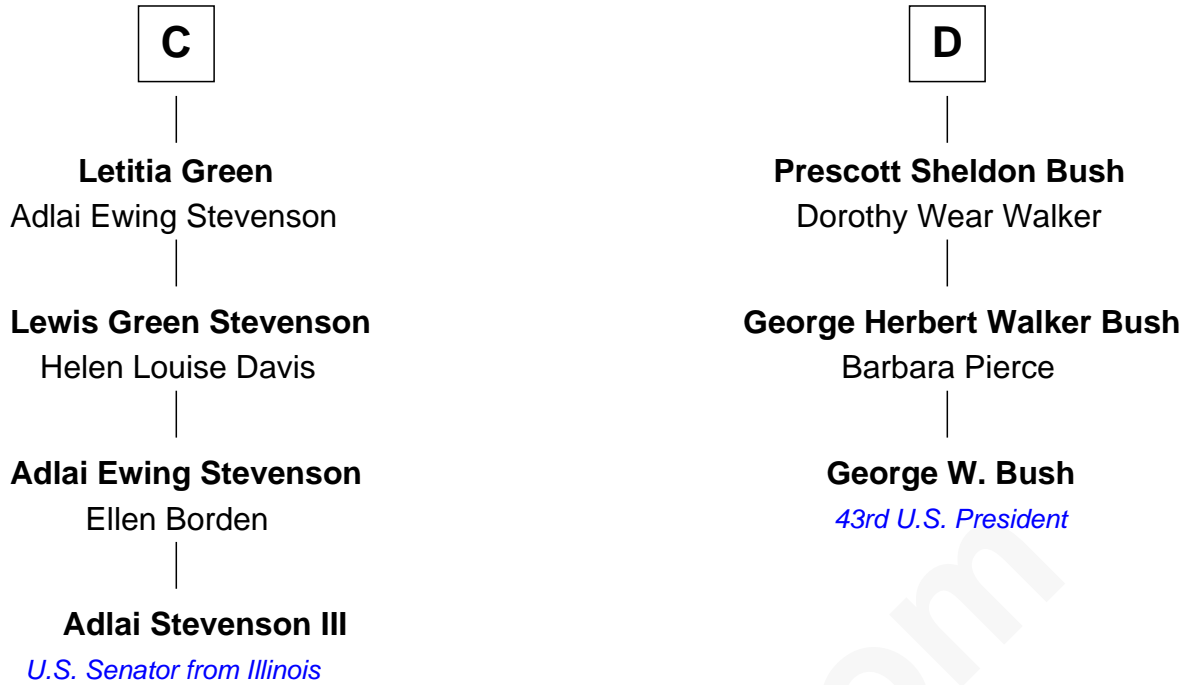 C
Letitia Green
Adlai Ewing Stevenson
Lewis Green Stevenson
Helen Louise Davis
Adlai Ewing Stevenson
Ellen Borden
Adlai Stevenson III
U.S. Senator from Illinois
D
Prescott Sheldon Bush
Dorothy Wear Walker
George Herbert Walker Bush
Barbara Pierce
George W. Bush
43rd U.S. President
om